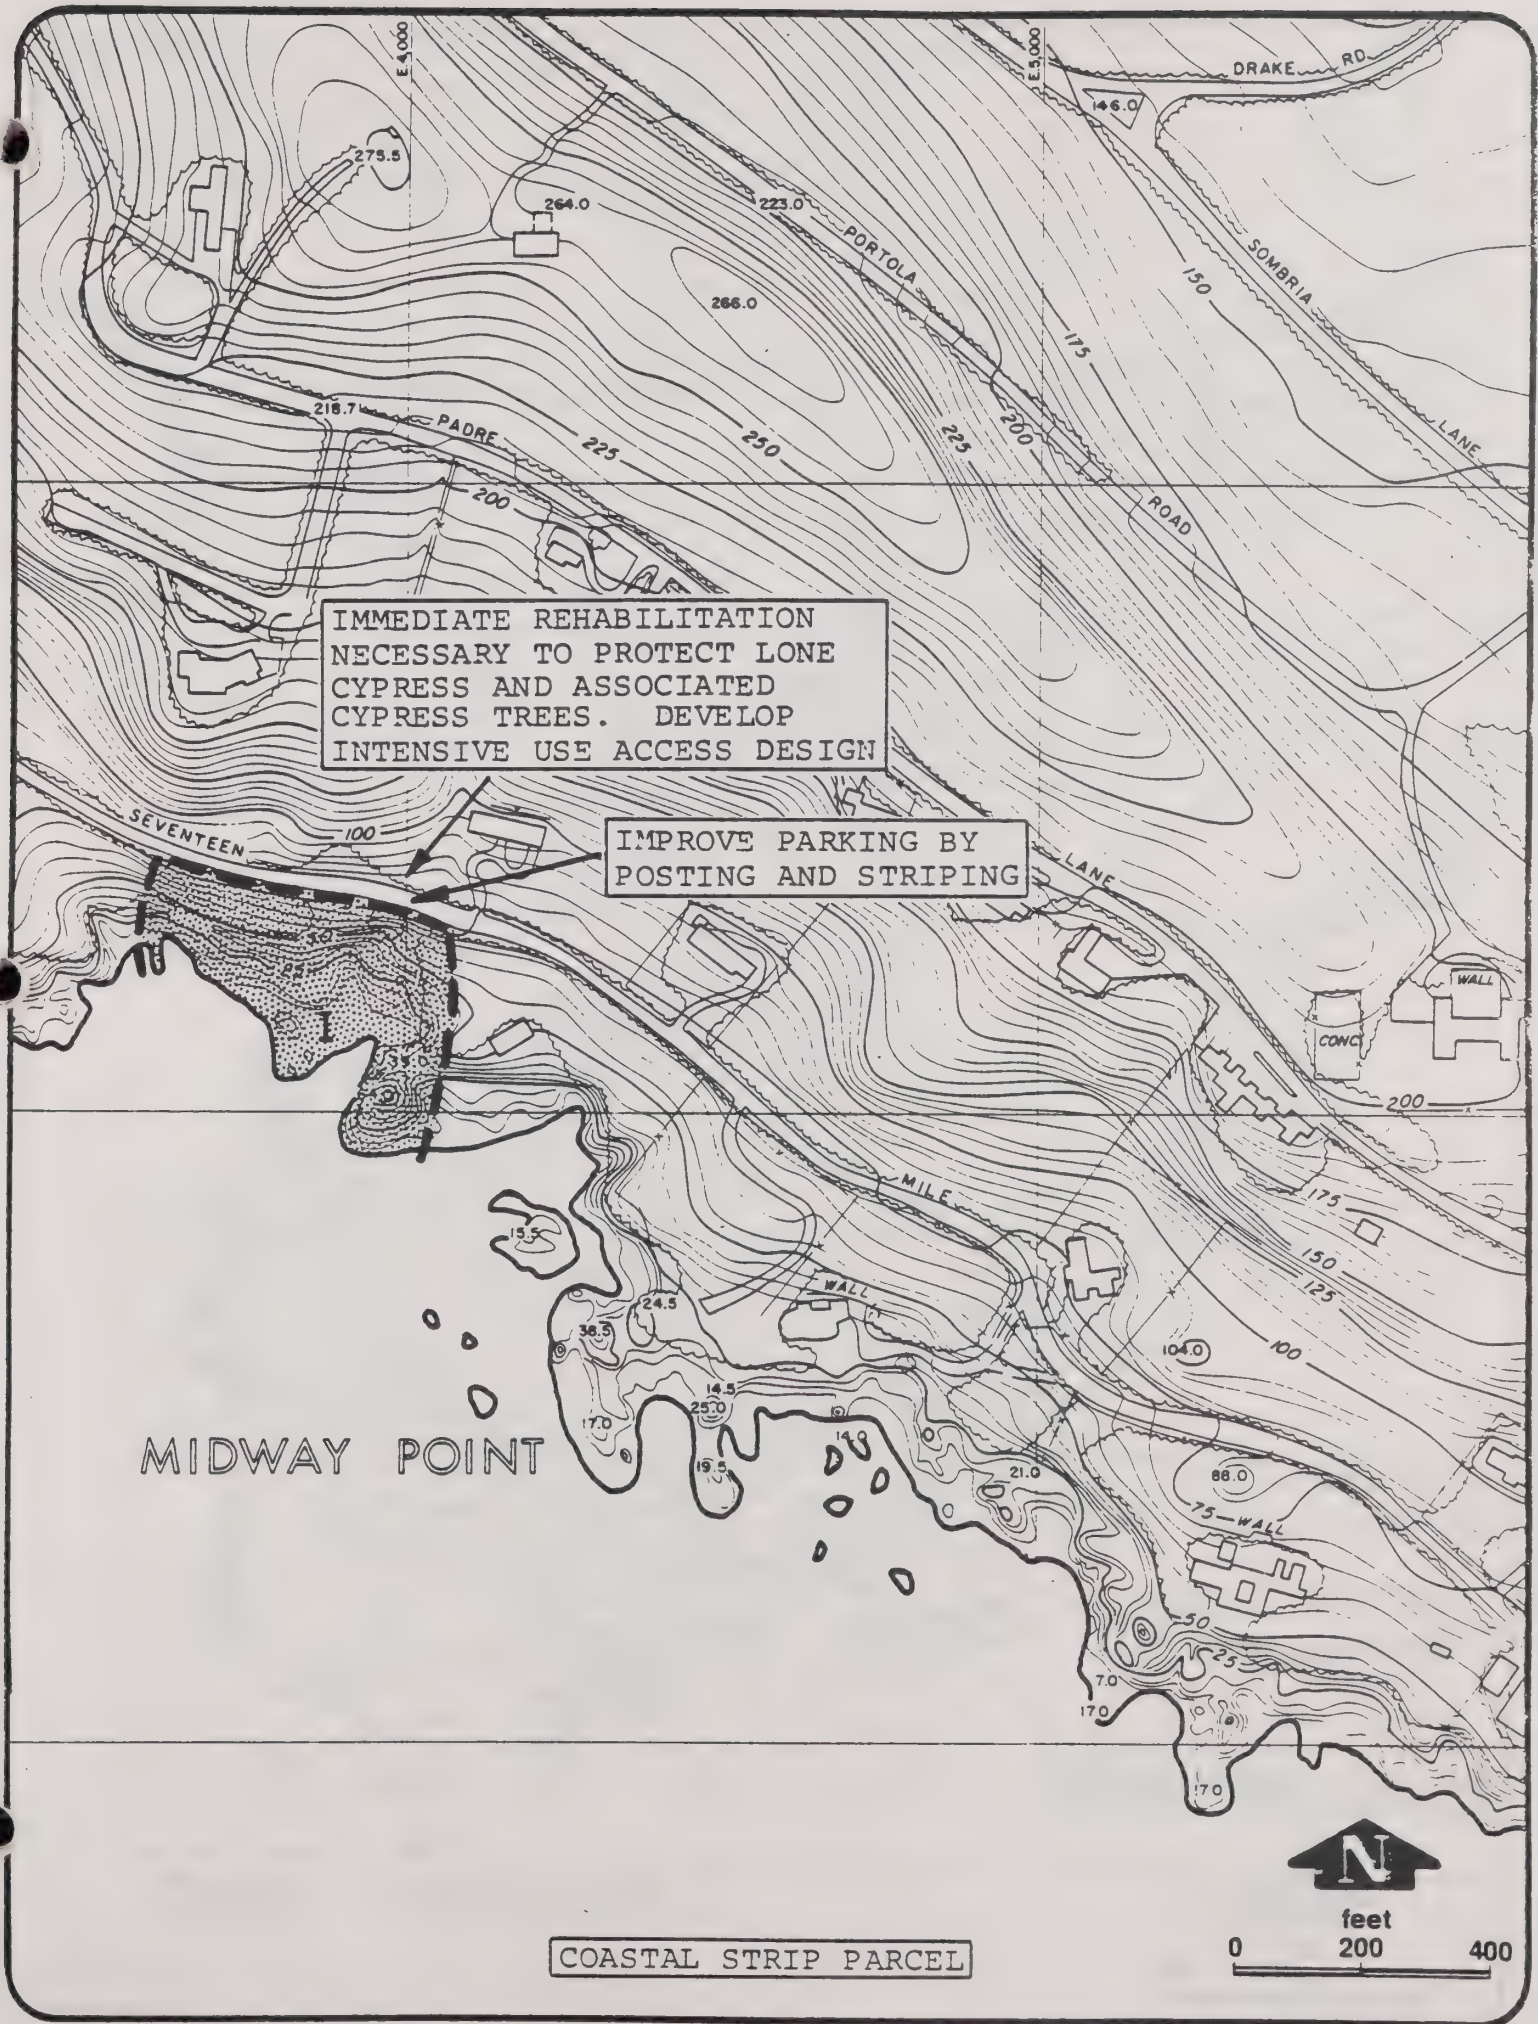 E.4,000
E.5,000
DRAKE RD.
146.0
275.5
264.0
223.0
PORTOLA
266.0
150
SOMBRIA
175
218.7
PADRE
225
250
225
200
LANE
200
ROAD
IMMEDIATE REHABILITATION
NECESSARY TO PROTECT LONE
CYPRESS AND ASSOCIATED
CYPRESS TREES. DEVELOP
INTENSIVE USE ACCESS DESIGN
SEVENTEEN
100
IMPROVE PARKING BY
POSTING AND STRIPING
LANE
WALL
I
CONC
200
MILE
175
15.5
150
125
WALL
24.5
38.5
104.0
100
14.5
25.0
17.0
14.0
MIDWAY POINT
19.5
21.0
88.0
75
WALL
50
25
7.0
17.0
17.0
N
feet
0 200 400
COASTAL STRIP PARCEL